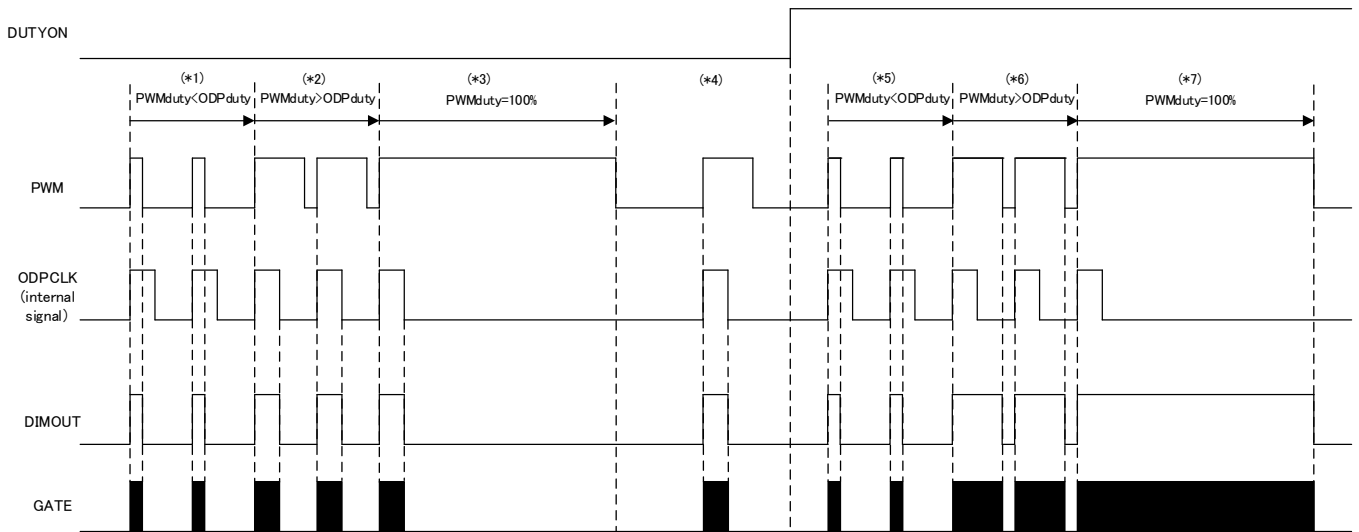 DUTYON
(*1)
PWMduty<ODPduty
(*2)
PWMduty>ODPduty
(*3)
PWMduty=100%
(*4)
(*5)
PWMduty<ODPduty
(*6)
PWMduty>ODPduty
(*7)
PWMduty=100%
PWM
ODPCLK
(internal
signal)
DIMOUT
GATE